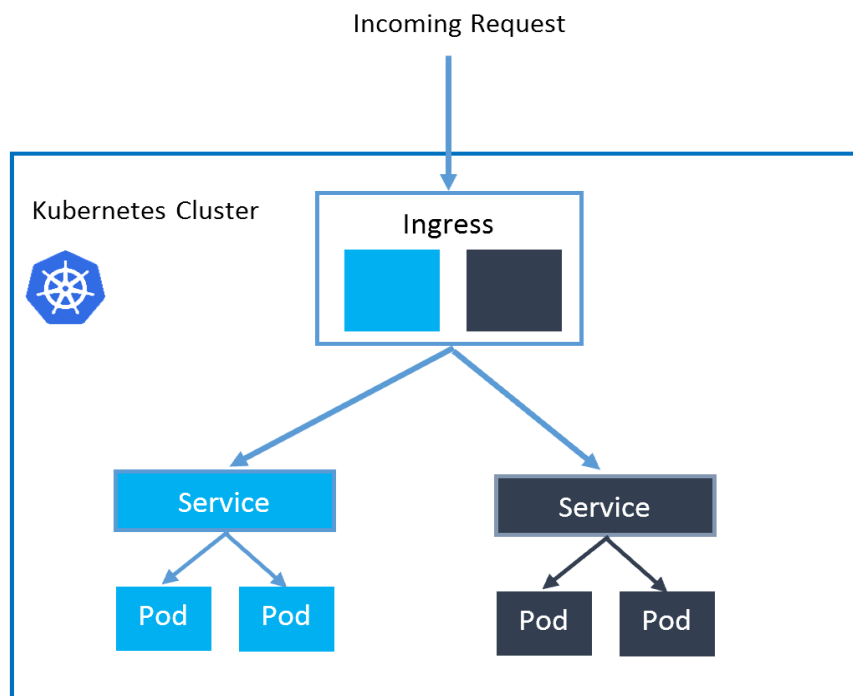 Incoming Request
Kubernetes Cluster
Ingress
Service
Service
Pod
Pod
Pod
Pod